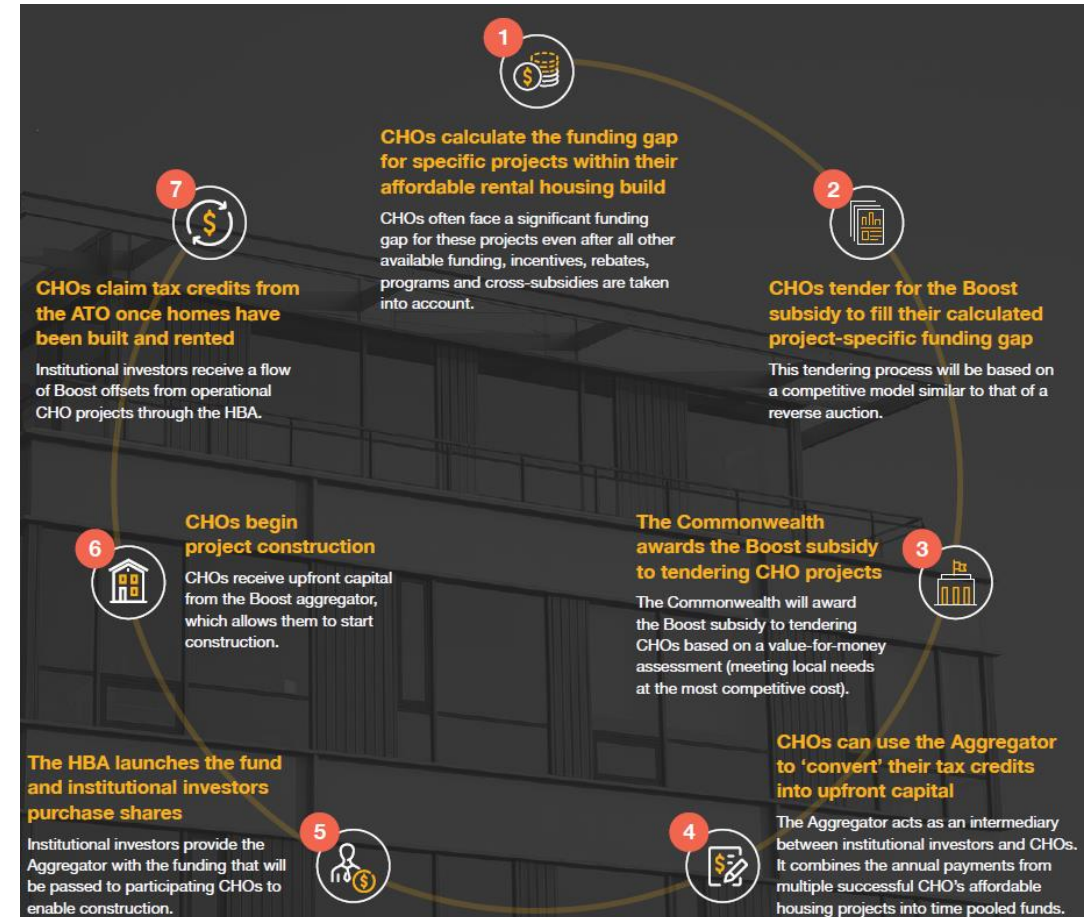 1
CHOs calculate the funding gap
for specific projects within their
affordable rental housing build
CHOs often face a significant funding
gap for these projects even after all other
available funding, incentives, rebates,
programs and cross-subsidies are taken
into account.
2
CHOs tender for the Boost
subsidy to fill their calculated
project-specific funding gap
This tendering process will be based on
a competitive model similar to that of a
reverse auction.
3
The Commonwealth
awards the Boost subsidy
to tendering CHO projects
The Commonwealth will award
the Boost subsidy to tendering
CHOs based on a value-for-money
assessment (meeting local needs
at the most competitive cost).
4
CHOs can use the Aggregator
to ‘convert’ their tax credits
into upfront capital
The Aggregator acts as an intermediary
between institutional investors and CHOs.
It combines the annual payments from
multiple successful CHO’s affordable
housing projects into time pooled funds.
5
The HBA launches the fund
and institutional investors
purchase shares
Institutional investors provide the
Aggregator with the funding that will
be passed to participating CHOs to
enable construction.
6
CHOs begin
project construction
CHOs receive upfront capital
from the Boost aggregator,
which allows them to start
construction.
7
CHOs claim tax credits from
the ATO once homes have
been built and rented
Institutional investors receive a flow
of Boost offsets from operational
CHO projects through the HBA.